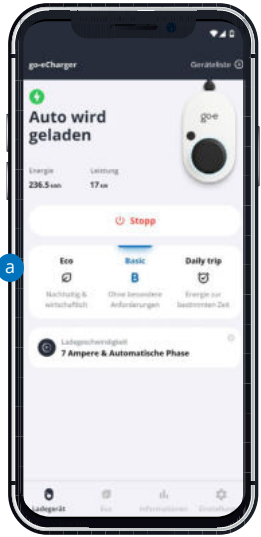 go-eCharger Geräteliste
Auto wird
geladen
go-e
Energie Leistung
236.5 kWh 17 kW
Stopp
a
Eco Basic Daily trip
B
Nachhaltig & Ohne besondere Energie zur
wirtschaftlich Anforderungen bestimmten Zeit
Ladegeschwindigkeit
7 Ampere & Automatische Phase
Ladegerät Eco Informationen